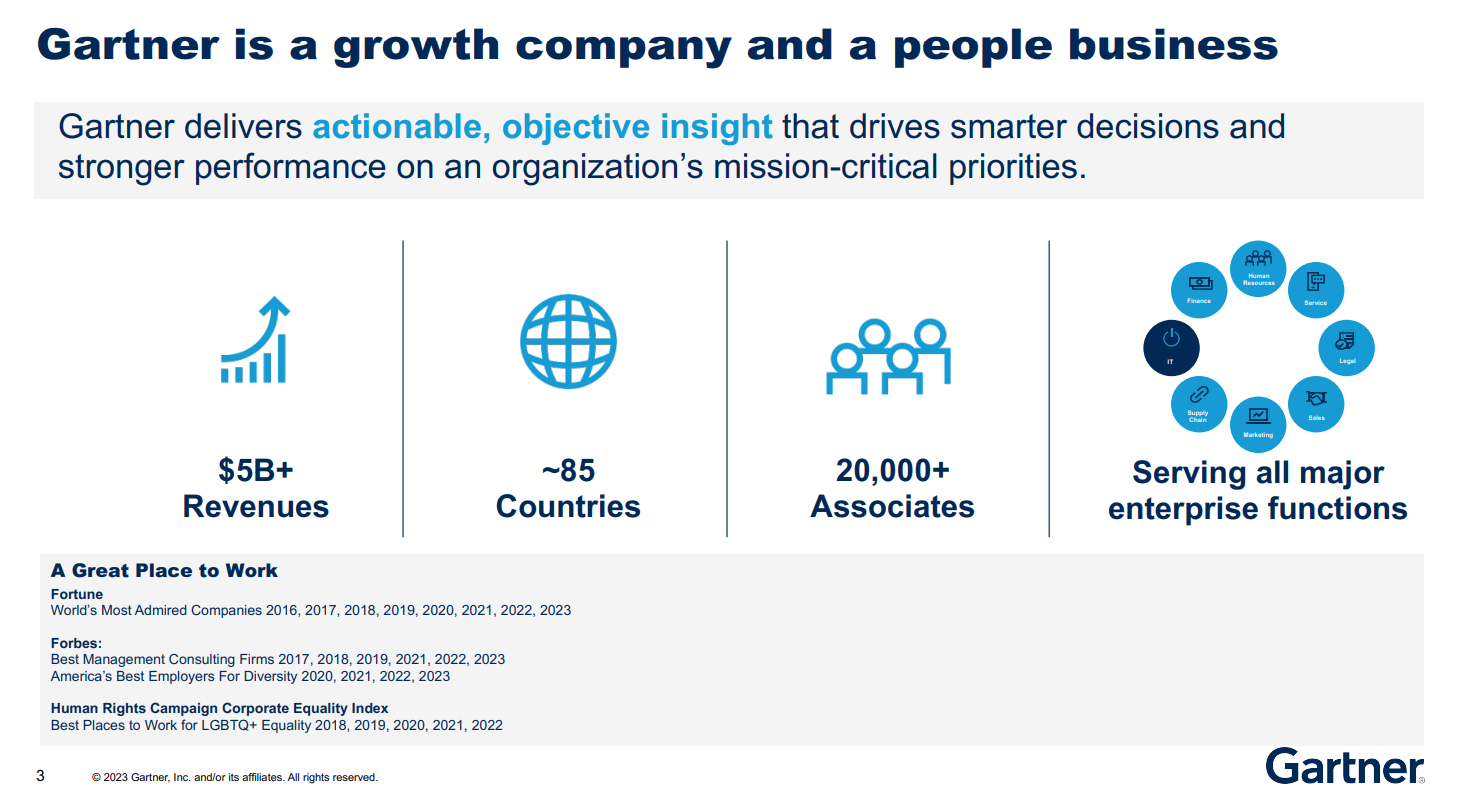 Gartner is a growth company and a people business
Gartner delivers actionable, objective insight that drives smarter decisions and
stronger performance on an organization’s mission-critical priorities.
$5B+
Revenues
~85
Countries
20,000+
Associates
Human
Resources
Service
Legal
Sales
Marketing
Supply
Chain
IT
Finance
Serving all major
enterprise functions
A Great Place to Work
Fortune
World’s Most Admired Companies 2016, 2017, 2018, 2019, 2020, 2021, 2022, 2023
Forbes:
Best Management Consulting Firms 2017, 2018, 2019, 2021, 2022, 2023
America’s Best Employers For Diversity 2020, 2021, 2022, 2023
Human Rights Campaign Corporate Equality Index
Best Places to Work for LGBTQ+ Equality 2018, 2019, 2020, 2021, 2022
3
© 2023 Gartner, Inc. and/or its affiliates. All rights reserved.
Gartner®